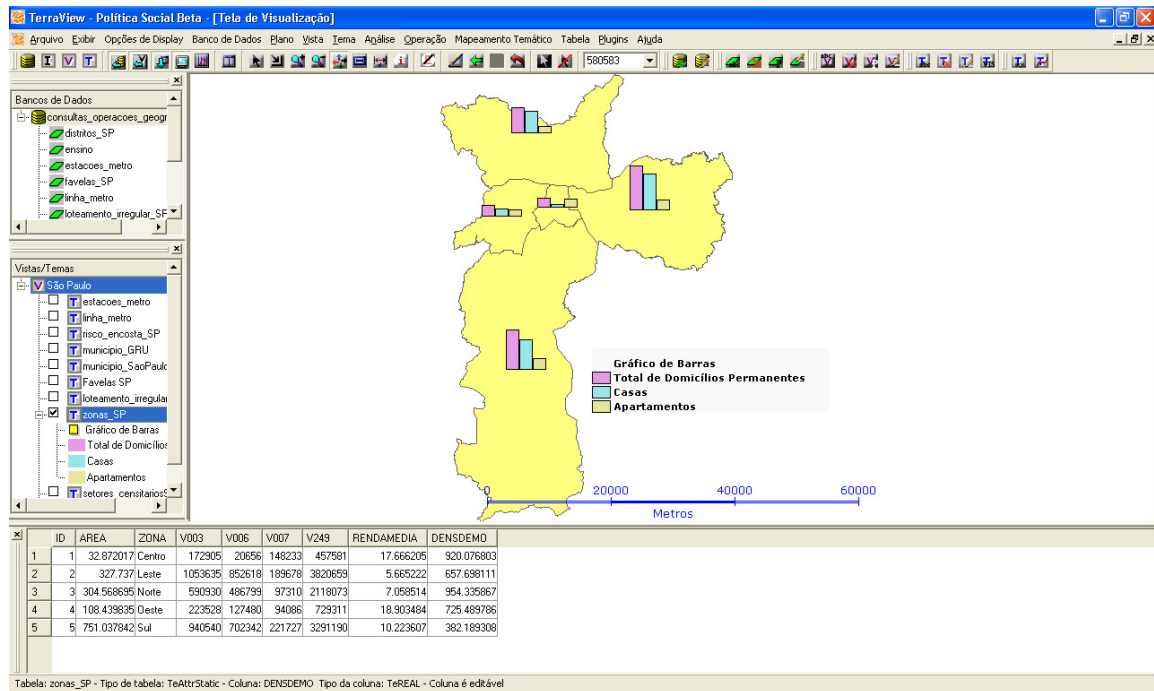 TerraView - Política Social Beta - [Tela de Visualização]
Arquivo Exibir Opções de Display Banco de Dados Plano Vista Tema Análise Operação Mapeamento Temático Tabela Plugins Ajuda
I V T 580583
Bancos de Dados
consultas_operacoes_geogr
distritos_SP
ensino
estacoes_metro
favelas_SP
linha_metro
loteamento_irregular_SF
Vistas/Temas
V São Paulo
T estacoes_metro
T linha_metro
T risco_encosta_SP
T municipio_GRU
T municipio_SaoPaulo
T Favelas SP
T loteamento_irregular
T zonas_SP
Gráfico de Barras
Total de Domicílios
Casas
Apartamentos
T setores_censitarios
Gráfico de Barras
Total de Domicílios Permanentes
Casas
Apartamentos
0 20000 40000 60000
Metros
ID AREA ZONA V003 V006 V007 V249 RENDAMEDIA DENSDEMO
1 1 32.872017 Centro 172905 20656 148233 457581 17.666205 920.076803
2 2 327.737 Leste 1053635 852618 189678 3820659 5.665222 657.698111
3 3 304.568695 Norte 590930 486799 97310 2118073 7.058514 954.335867
4 4 108.439835 Oeste 223528 127480 94086 729311 18.903484 725.489786
5 5 751.037842 Sul 940540 702342 221727 3291190 10.223607 382.189308
Tabela: zonas_SP - Tipo de tabela: TeAttrStatic - Coluna: DENSDEMO Tipo da coluna: TeREAL - Coluna é editável